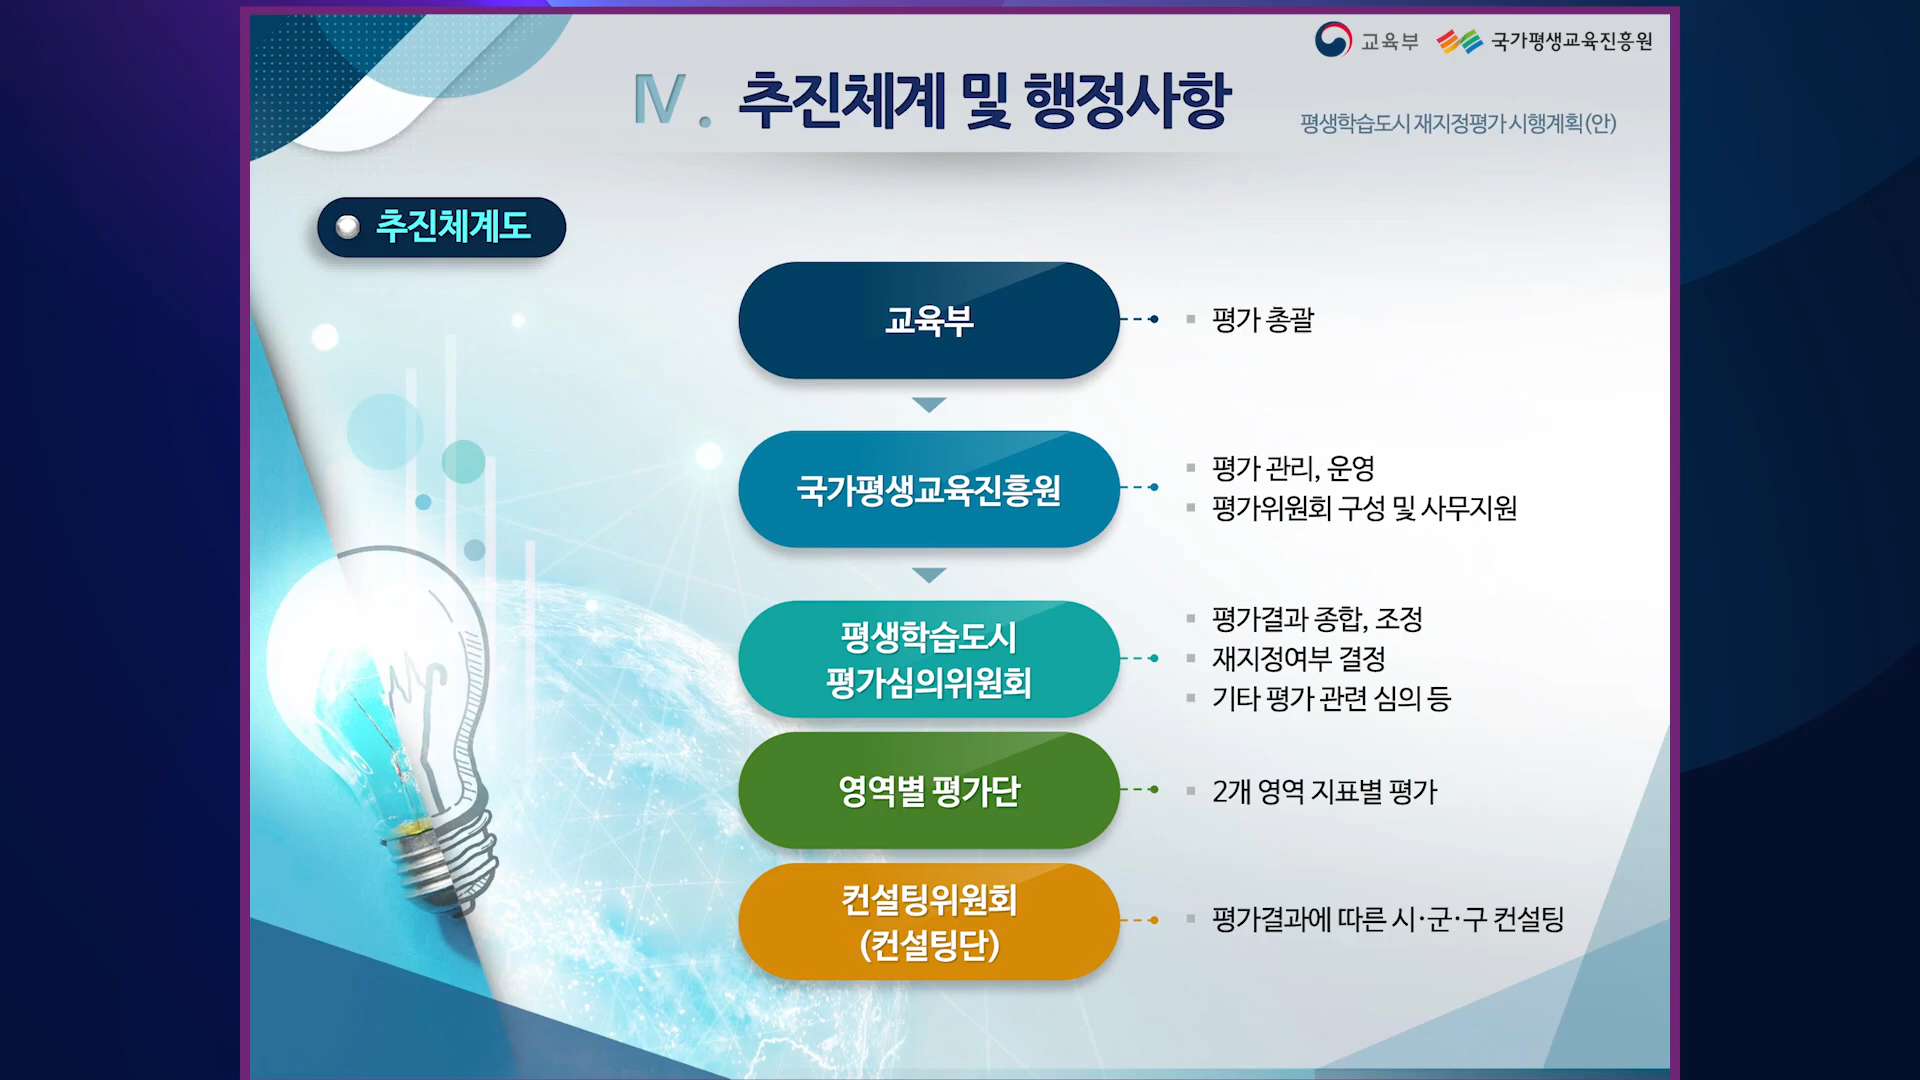 교육부
국가평생교육진흥원
Ⅳ. 추진체계 및 행정사항
평생학습도시 재지정평가 시행계획(안)
추진체계도
교육부
평가 총괄
국가평생교육진흥원
평가 관리, 운영
평가위원회 구성 및 사무지원
평생학습도시
평가심의위원회
평가결과 종합, 조정
재지정여부 결정
기타 평가 관련 심의 등
영역별 평가단
2개 영역 지표별 평가
컨설팅위원회
(컨설팅단)
평가결과에 따른 시·군·구 컨설팅